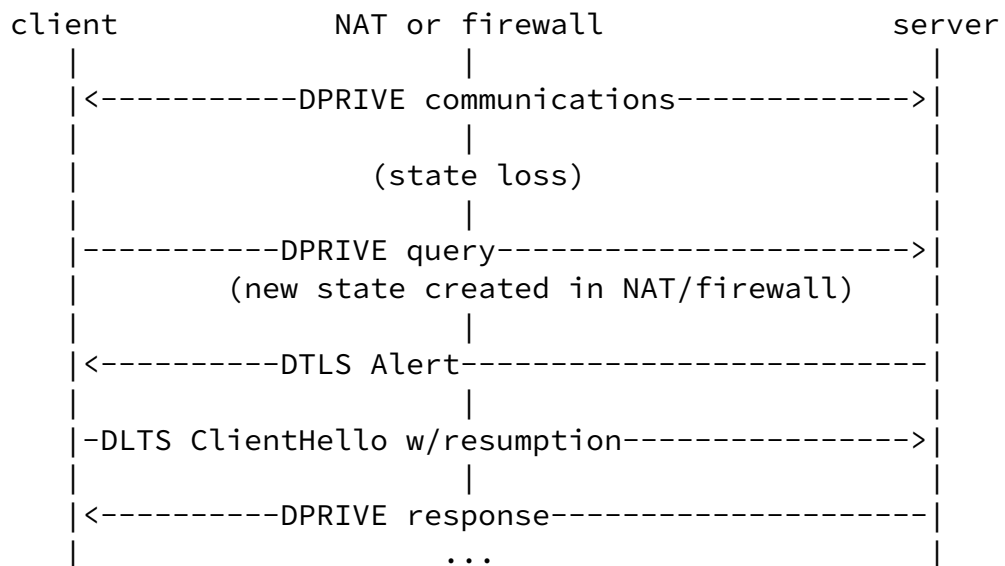 client NAT or firewall server
|<-----------DPRIVE communications------------->|
(state loss)
|-----------DPRIVE query----------------------->|
(new state created in NAT/firewall)
|<----------DTLS Alert--------------------------|
|-DLTS ClientHello w/resumption---------------->|
|<----------DPRIVE response---------------------|
...